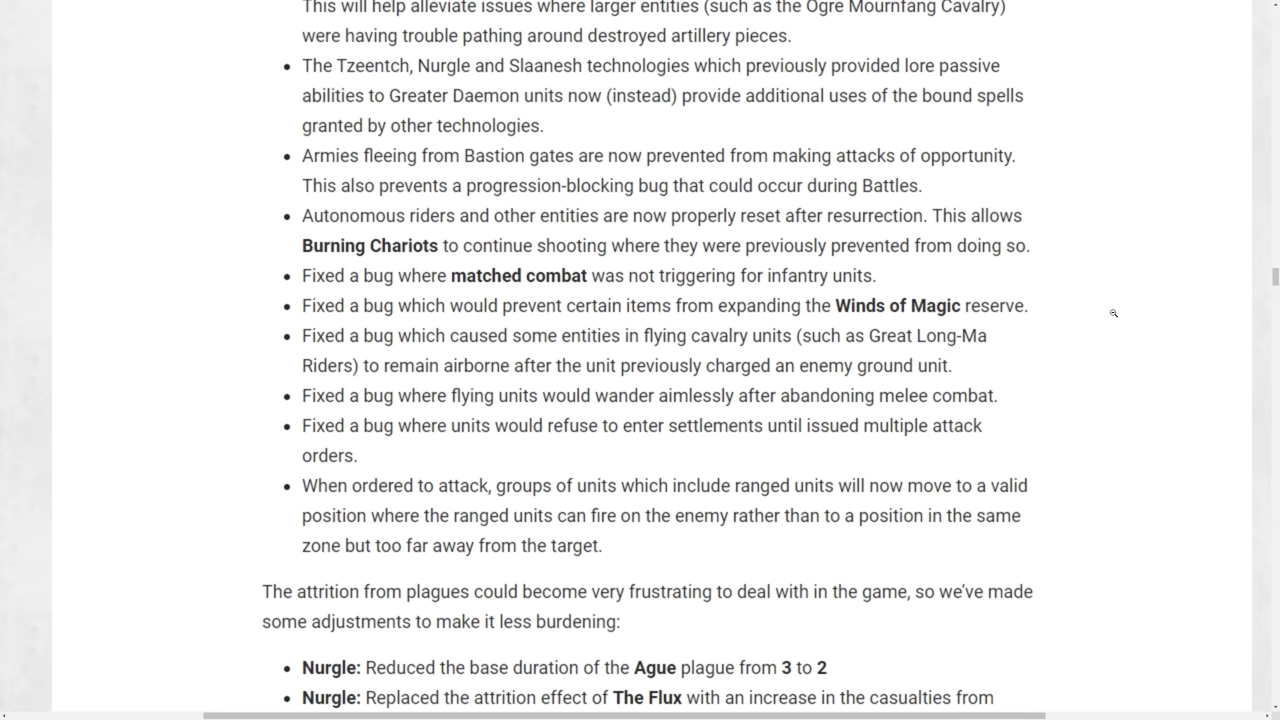 This will help alleviate issues where larger entities (such as the Ogre Mournfang Cavalry)
were having trouble pathing around destroyed artillery pieces.
The Tzeentch, Nurgle and Slaanesh technologies which previously provided lore passive
abilities to Greater Daemon units now (instead) provide additional uses of the bound spells
granted by other technologies.
Armies fleeing from Bastion gates are now prevented from making attacks of opportunity.
This also prevents a progression-blocking bug that could occur during Battles.
Autonomous riders and other entities are now properly reset after resurrection. This allows
Burning Chariots to continue shooting where they were previously prevented from doing so.
Fixed a bug where matched combat was not triggering for infantry units.
Fixed a bug which would prevent certain items from expanding the Winds of Magic reserve.
Fixed a bug which caused some entities in flying cavalry units (such as Great Long-Ma
Riders) to remain airborne after the unit previously charged an enemy ground unit.
Fixed a bug where flying units would wander aimlessly after abandoning melee combat.
Fixed a bug where units would refuse to enter settlements until issued multiple attack
orders.
When ordered to attack, groups of units which include ranged units will now move to a valid
position where the ranged units can fire on the enemy rather than to a position in the same
zone but too far away from the target.
The attrition from plagues could become very frustrating to deal with in the game, so we’ve made
some adjustments to make it less burdening:
Nurgle: Reduced the base duration of the Ague plague from 3 to 2
Nurgle: Replaced the attrition effect of The Flux with an increase in the casualties from